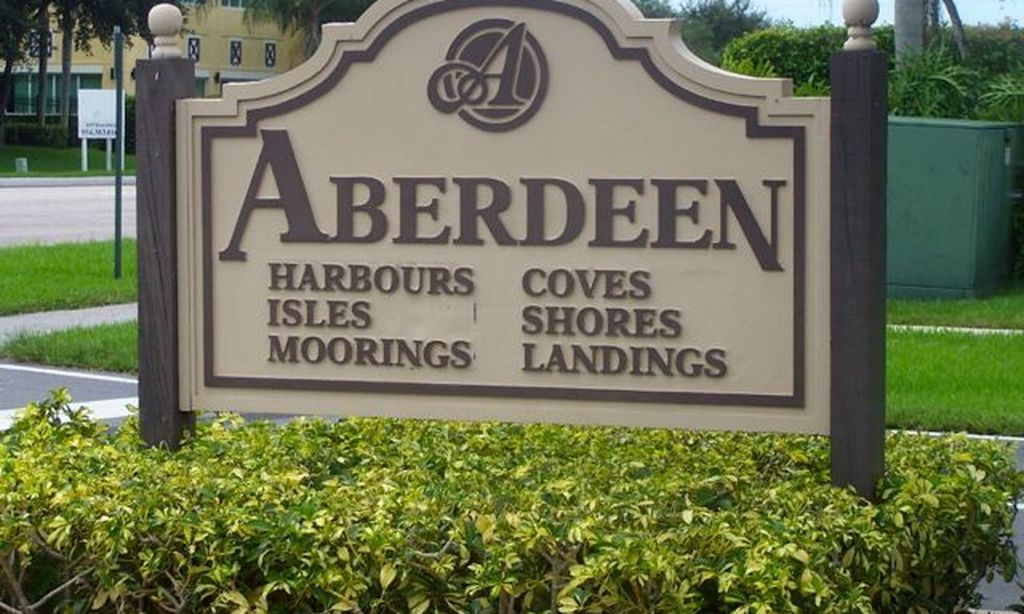 A
ABERDEEN
HARBOURS COVES
ISLES SHORES
MOORINGS LANDINGS